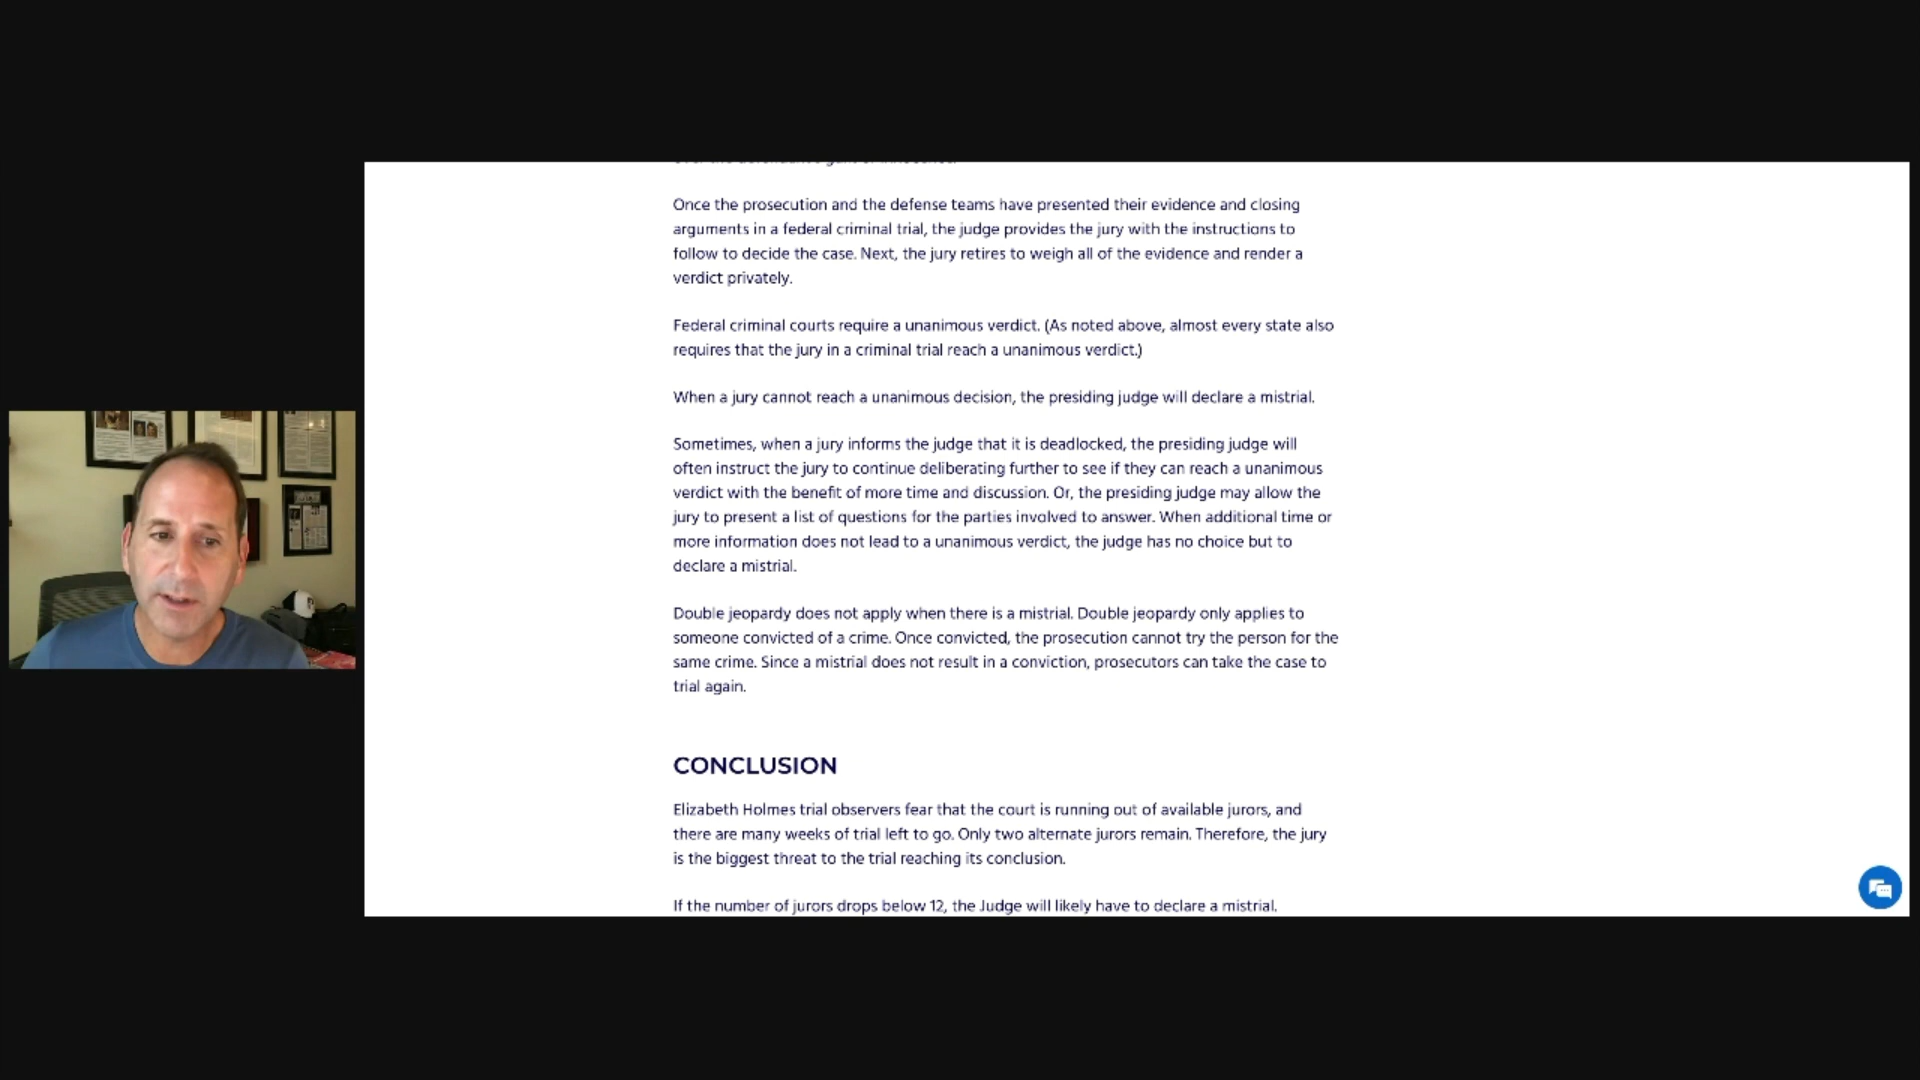 Once the prosecution and the defense teams have presented their evidence and closing
arguments in a federal criminal trial, the judge provides the jury with the instructions to
follow to decide the case. Next, the jury retires to weigh all of the evidence and render a
verdict privately.
Federal criminal courts require a unanimous verdict. (As noted above, almost every state also
requires that the jury in a criminal trial reach a unanimous verdict.)
When a jury cannot reach a unanimous decision, the presiding judge will declare a mistrial.
Sometimes, when a jury informs the judge that it is deadlocked, the presiding judge will
often instruct the jury to continue deliberating further to see if they can reach a unanimous
verdict with the benefit of more time and discussion. Or, the presiding judge may allow the
jury to present a list of questions for the parties involved to answer. When additional time or
more information does not lead to a unanimous verdict, the judge has no choice but to
declare a mistrial.
Double jeopardy does not apply when there is a mistrial. Double jeopardy only applies to
someone convicted of a crime. Once convicted, the prosecution cannot try the person for the
same crime. Since a mistrial does not result in a conviction, prosecutors can take the case to
trial again.
CONCLUSION
Elizabeth Holmes trial observers fear that the court is running out of available jurors, and
there are many weeks of trial left to go. Only two alternate jurors remain. Therefore, the jury
is the biggest threat to the trial reaching its conclusion.
If the number of jurors drops below 12, the Judge will likely have to declare a mistrial.